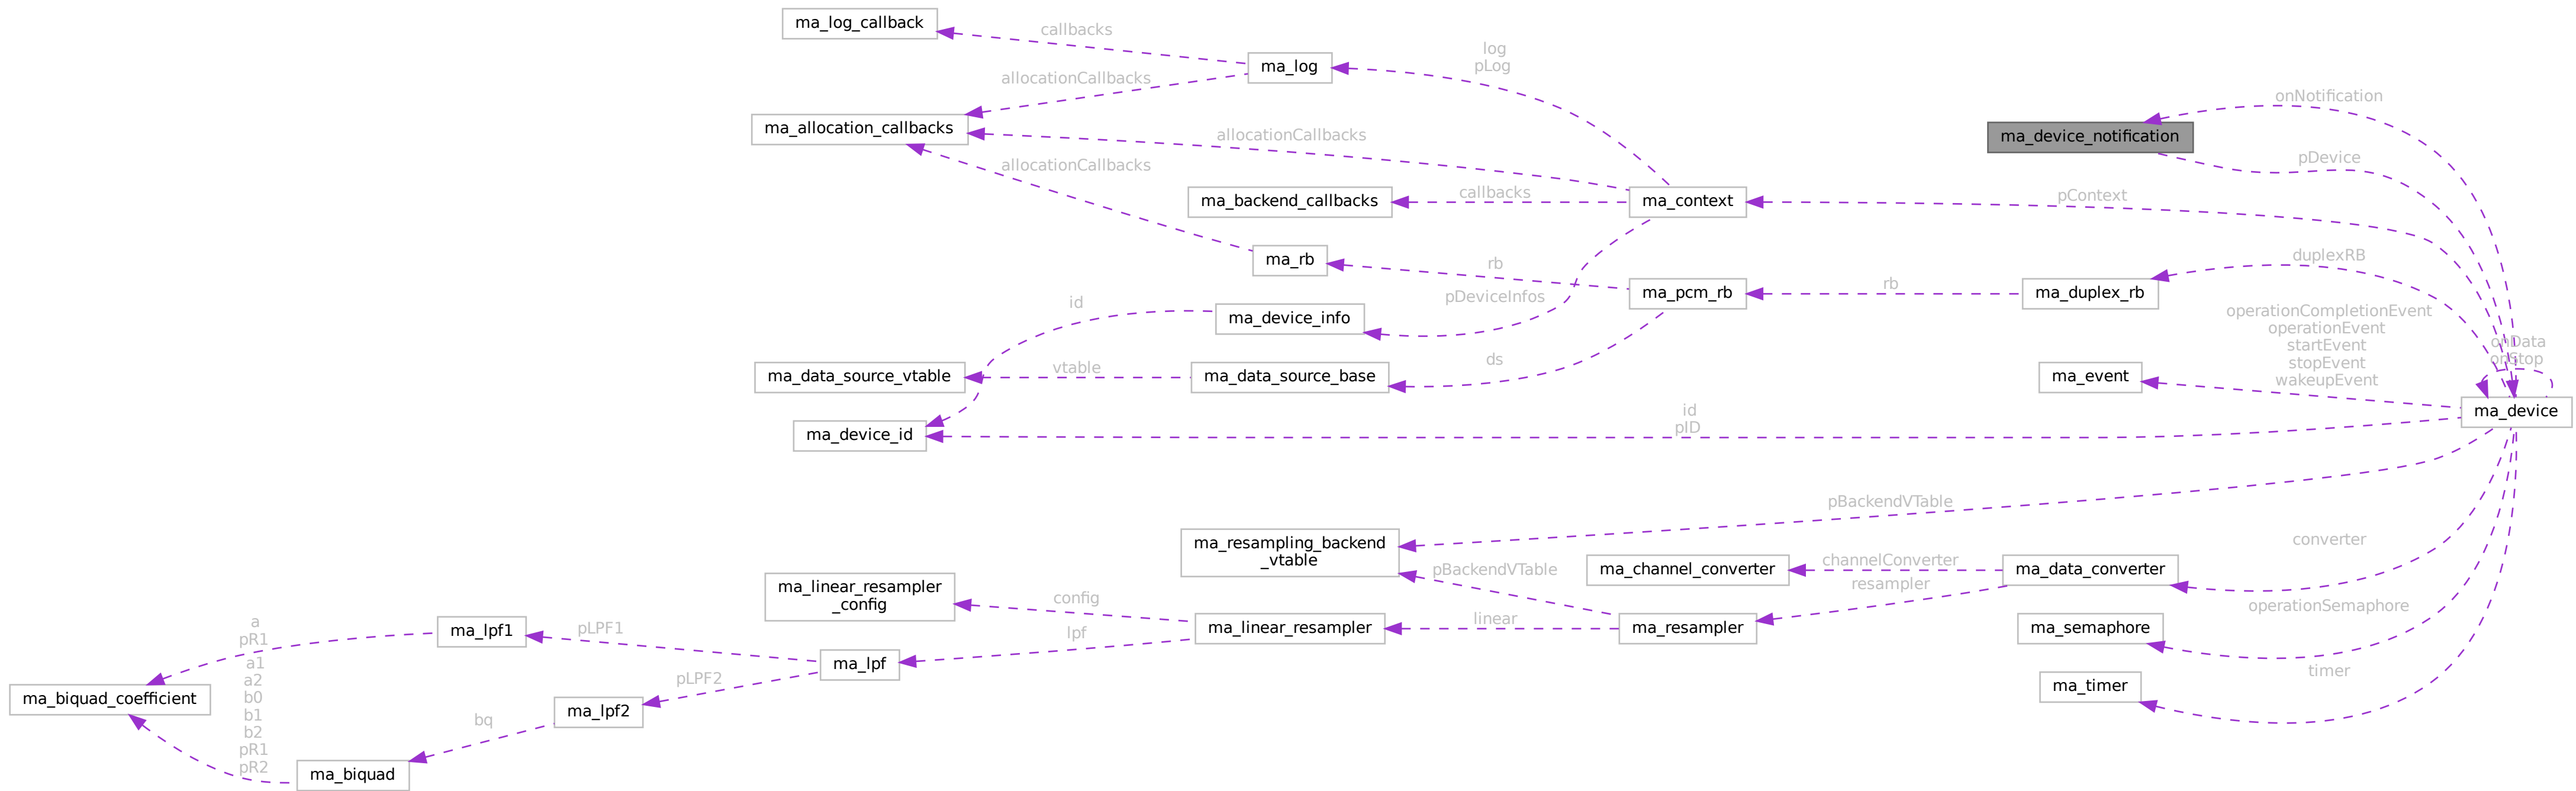 ma_log_callback
callbacks
log
pLog
ma_log
allocationCallbacks
onNotification
ma_allocation_callbacks
allocationCallbacks
ma_device_notification
allocationCallbacks
pDevice
ma_backend_callbacks
callbacks
ma_context
pContext
ma_rb
rb
duplexRB
pDeviceInfos
ma_pcm_rb
rb
ma_duplex_rb
id
ma_device_info
operationCompletionEvent
operationEvent
startEvent
stopEvent
wakeupEvent
onData
onStop
ma_data_source_vtable
vtable
ma_data_source_base
ds
ma_event
ma_device
ma_device_id
id
pID
pBackendVTable
ma_resampling_backend
_vtable
converter
ma_channel_converter
channelConverter
ma_data_converter
pBackendVTable
resampler
ma_linear_resampler
_config
config
operationSemaphore
ma_lpf1
pLPF1
lpf
ma_linear_resampler
linear
ma_resampler
ma_semaphore
a
pR1
ma_lpf
timer
a1
a2
b0
b1
b2
pR1
pR2
pLPF2
ma_timer
ma_biquad_coefficient
ma_lpf2
bq
ma_biquad